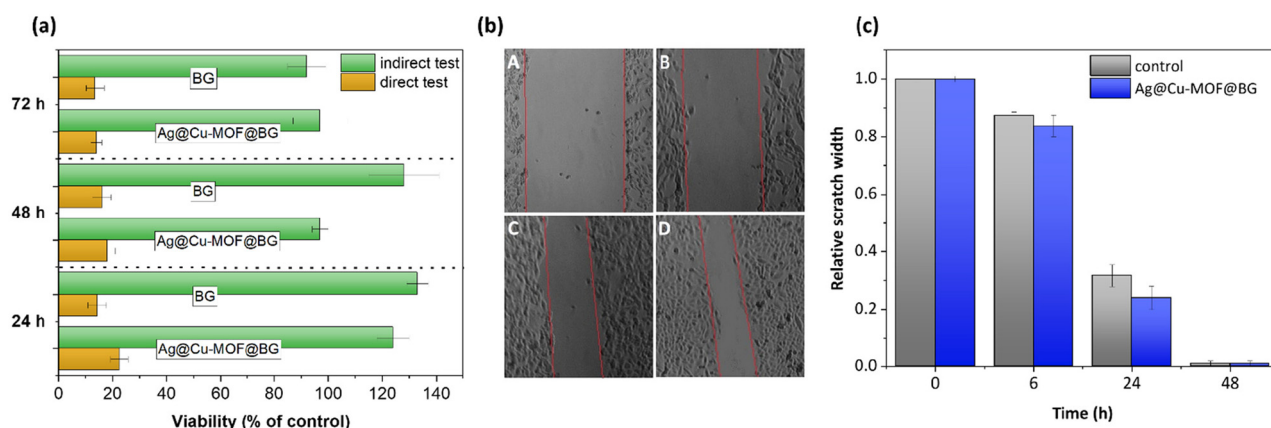 (a)
indirect test
direct test
BG
72 h
Ag@Cu-MOF@BG
BG
48 h
Ag@Cu-MOF@BG
BG
24 h
Ag@Cu-MOF@BG
0 20 40 60 80 100 120 140
Viability (% of control)
(b)
A
B
C
D
(c)
control
Ag@Cu-MOF@BG
1.0
0.8
0.6
0.4
0.2
0.0
Relative scratch width
0 6 24 48
Time (h)